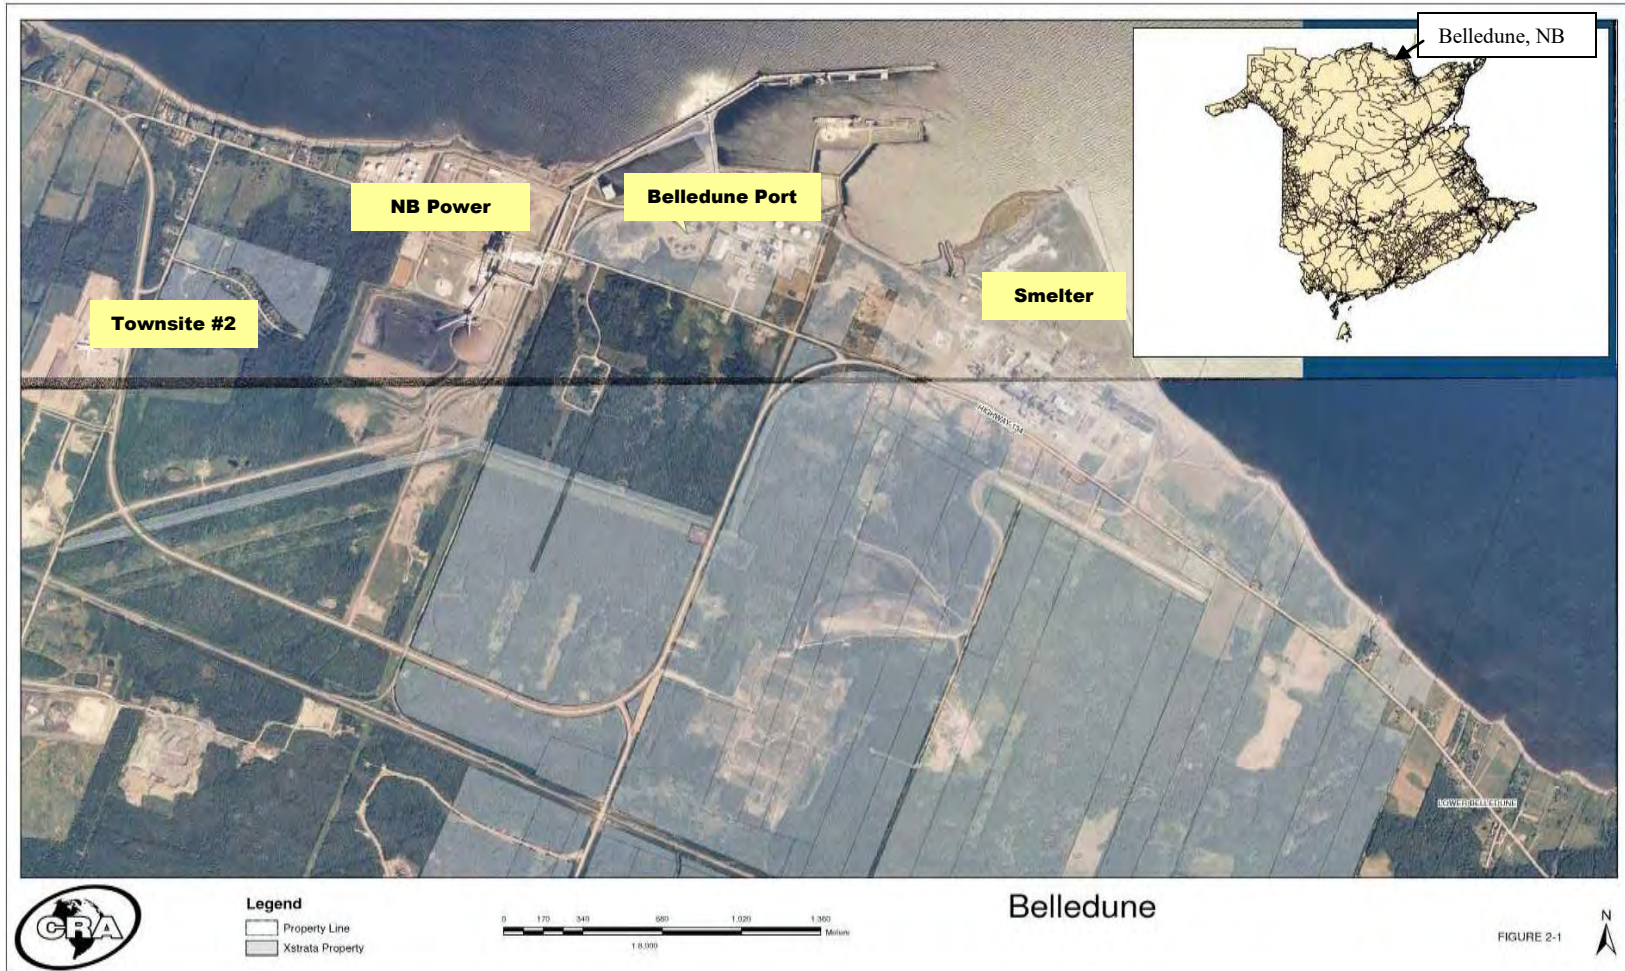 Belledune, NB
NB Power
Belledune Port
Smelter
Townsite #2
HIGHWAY 134
LOWER BELLEDUNE
CRA
Legend
Property Line
Xstrata Property
0 170 340 680 1,020 1,360
Meters
1:8,000
Belledune
FIGURE 2-1
N